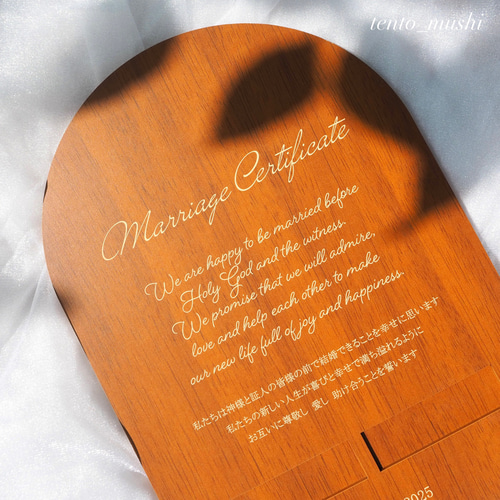 tento_mushi
Marriage Certificate
We are happy to be married before
Holy God and the witness.
We promise that we will admire,
love and help each other to make
our new life full of joy and happiness.
私たちは神様と証人の皆様の前で結婚できることを幸せに思います
私たちの新しい人生が喜びと幸せで満ち溢れるように
お互いに尊敬し 愛し 助け合うことを誓います
2025